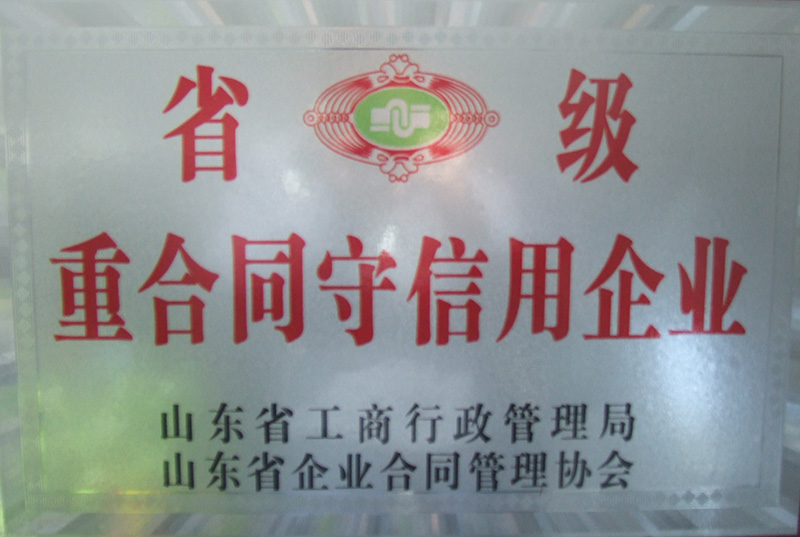 省 级
重合同守信用企业
山东省工商行政管理局
山东省企业合同管理协会